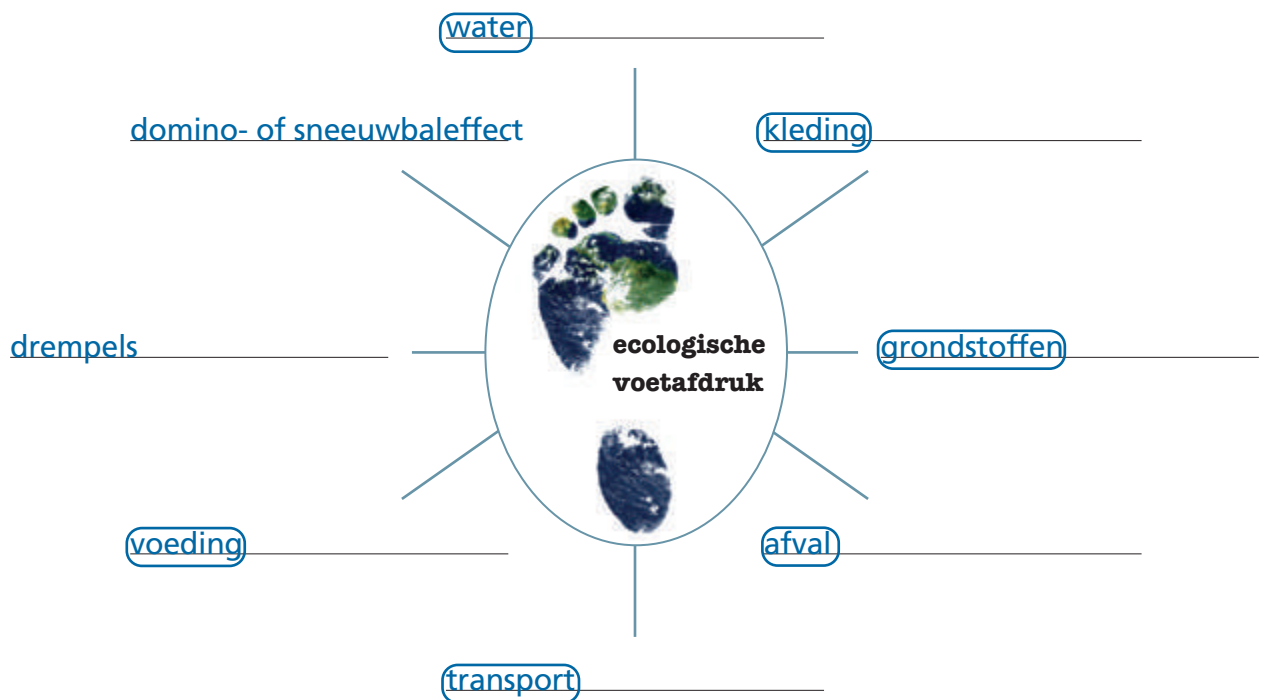 water
domino- of sneeuwbaleffect
kleding
drempels
ecologische
voetafdruk
grondstoffen
voeding
afval
transport